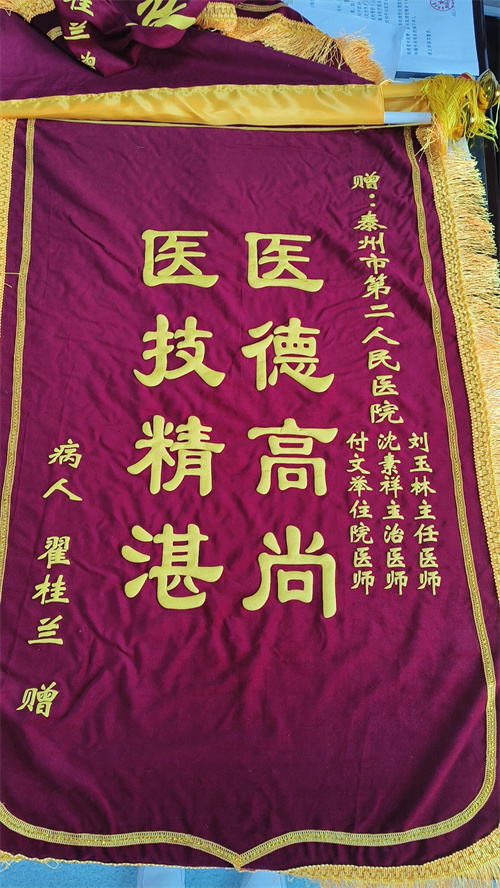 赠：泰州市第二人民医院
刘玉林主任医师
沈素祥主治医师
付文举住院医师
医德高尚
医技精湛
病人 翟桂兰 赠
桂兰